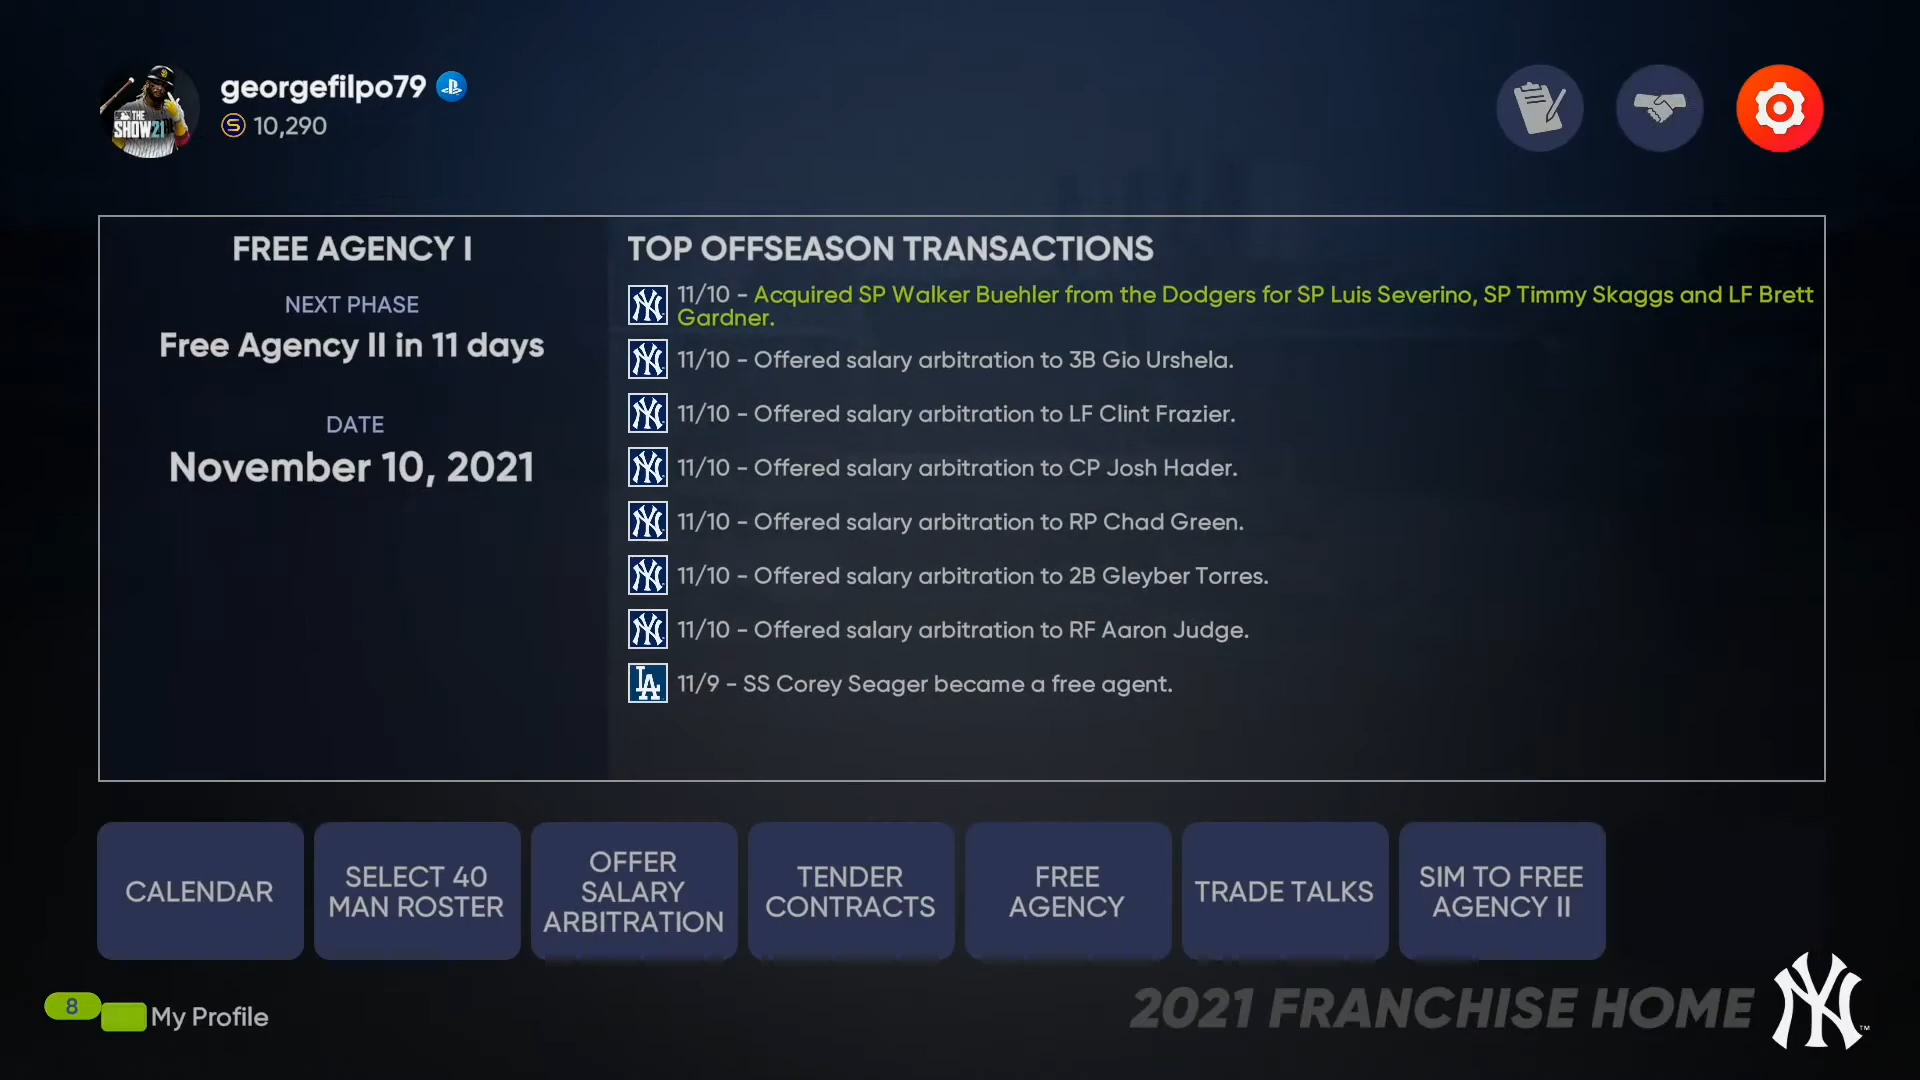 georgefilpo79
10,290
THE
SHOW21
FREE AGENCY I
NEXT PHASE
Free Agency II in 11 days
DATE
November 10, 2021
TOP OFFSEASON TRANSACTIONS
11/10 - Acquired SP Walker Buehler from the Dodgers for SP Luis Severino, SP Timmy Skaggs and LF Brett
Gardner.
11/10 - Offered salary arbitration to 3B Gio Urshela.
11/10 - Offered salary arbitration to LF Clint Frazier.
11/10 - Offered salary arbitration to CP Josh Hader.
11/10 - Offered salary arbitration to RP Chad Green.
11/10 - Offered salary arbitration to 2B Gleyber Torres.
11/10 - Offered salary arbitration to RF Aaron Judge.
LA 11/9 - SS Corey Seager became a free agent.
CALENDAR
SELECT 40
MAN ROSTER
OFFER
SALARY
ARBITRATION
TENDER
CONTRACTS
FREE
AGENCY
TRADE TALKS
SIM TO FREE
AGENCY II
8 My Profile
2021 FRANCHISE HOME NY™